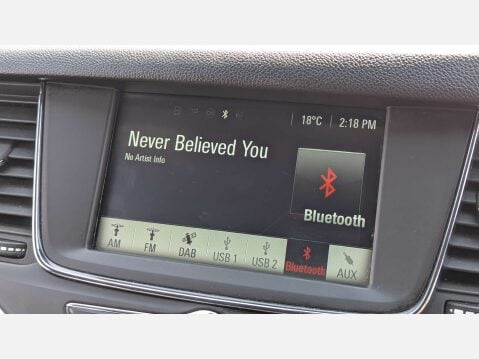 18°C 2:18 PM
Never Believed You
No Artist Info
Bluetooth
AM FM DAB USB 1 USB 2 Bluetooth AUX